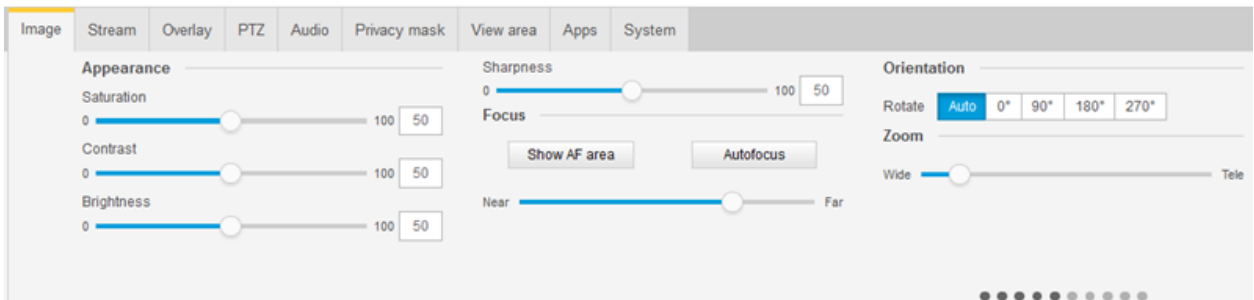 Image Stream Overlay PTZ Audio Privacy mask View area Apps System
Appearance
Saturation
0 100 50
Contrast
0 100 50
Brightness
0 100 50
Sharpness
0 100 50
Focus
Show AF area Autofocus
Near Far
Orientation
Rotate Auto 0° 90° 180° 270°
Zoom
Wide Tele